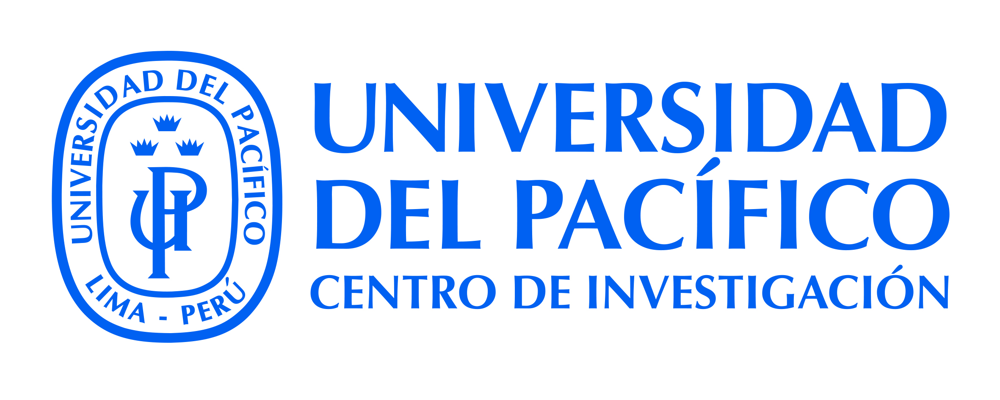 UNIVERSIDAD DEL PACÍFICO
LIMA - PERÚ
UP
UNIVERSIDAD
DEL PACÍFICO
CENTRO DE INVESTIGACIÓN